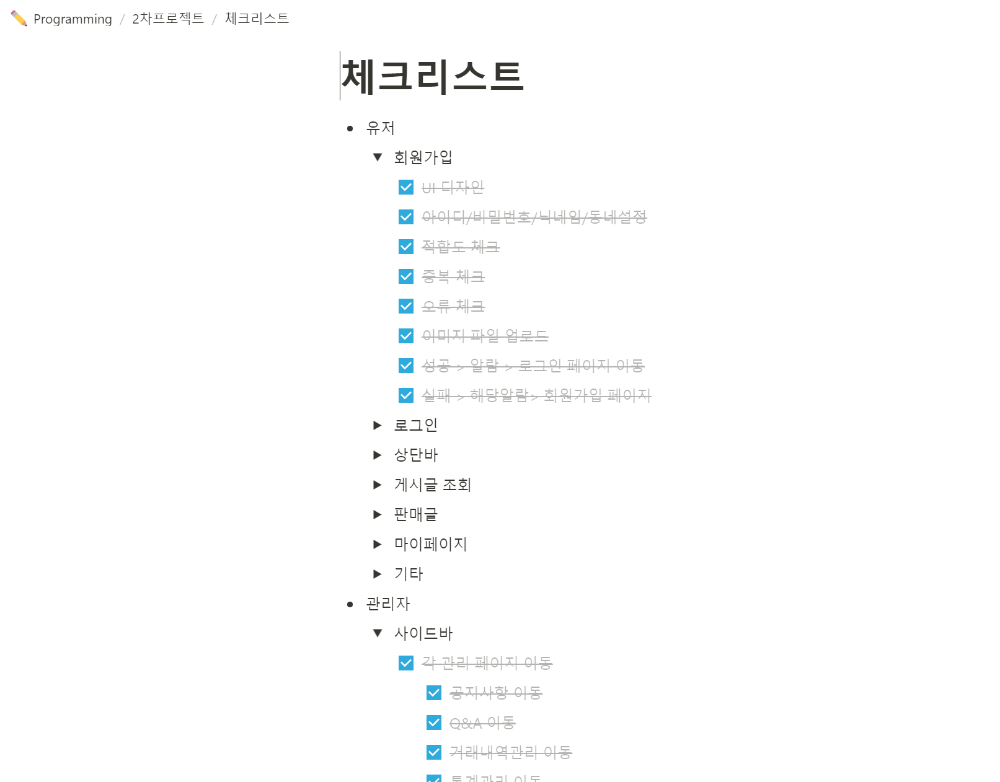 Programming / 2차프로젝트 / 체크리스트
체크리스트
유저
회원가입
UI 디자인
아이디/비밀번호/닉네임/동네설정
적합도 체크
중복 체크
오류 체크
이미지 파일 업로드
성공 > 알람 > 로그인 페이지 이동
실패 > 해당알람> 회원가입 페이지
로그인
상단바
게시글 조회
판매글
마이페이지
기타
관리자
사이드바
각 관리 페이지 이동
공지사항 이동
Q&A 이동
거래내역관리 이동
통계관리 이동